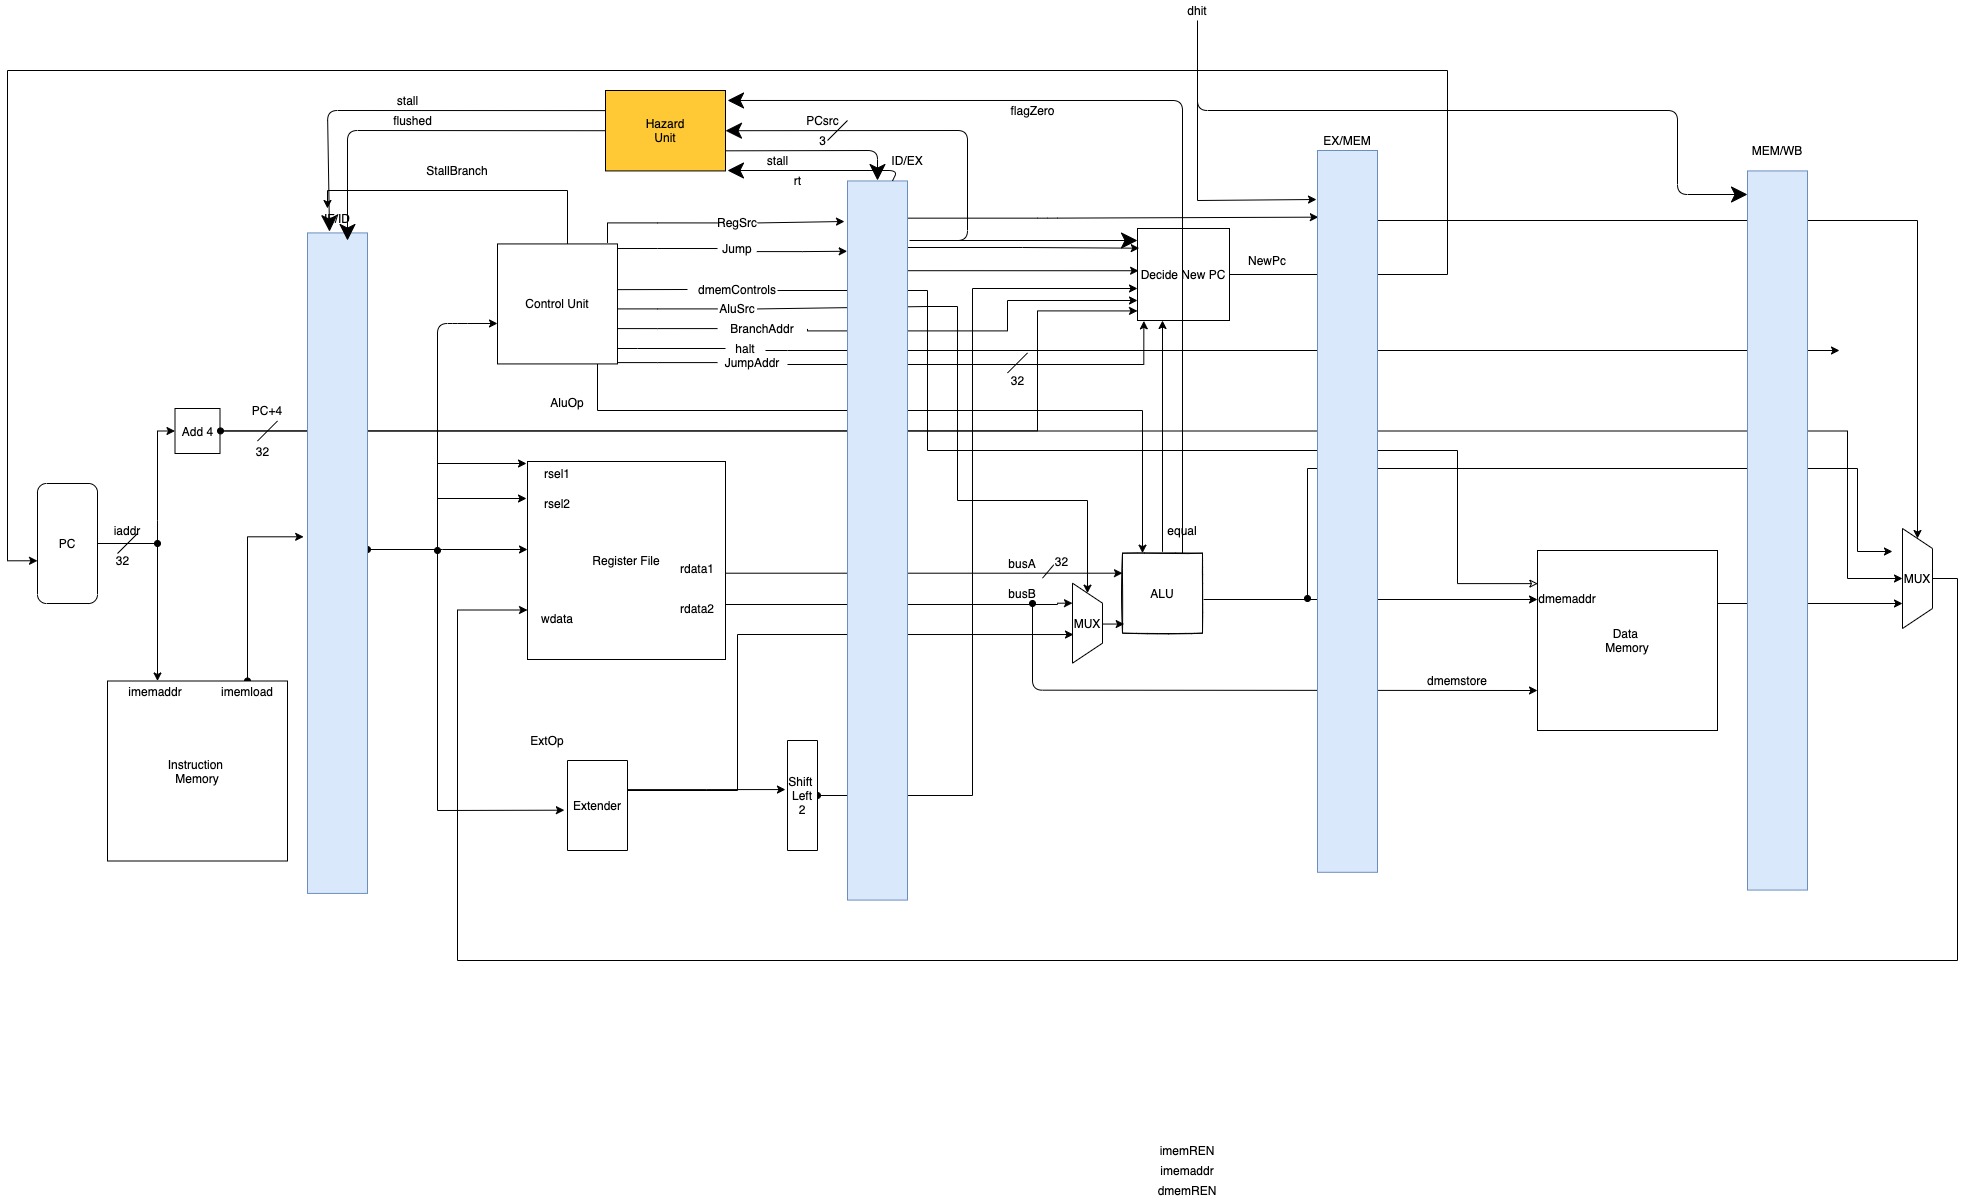 dhit
stall
flushed
Hazard
Unit
flagZero
PCsrc
3
stall
rt
ID/EX
EX/MEM
MEM/WB
StallBranch
IF/ID
RegSrc
Jump
Control Unit
dmemControls
AluSrc
BranchAddr
halt
JumpAddr
Decide New PC
NewPc
32
AluOp
PC+4
Add 4
32
rsel1
rsel2
PC
iaddr
32
Register File
rdata1
rdata2
wdata
busA
32
busB
equal
MUX
ALU
dmemaddr
Data
Memory
MUX
dmemstore
imemaddr
imemload
Instruction
Memory
ExtOp
Extender
Shift
Left
2
imemREN
imemaddr
dmemREN